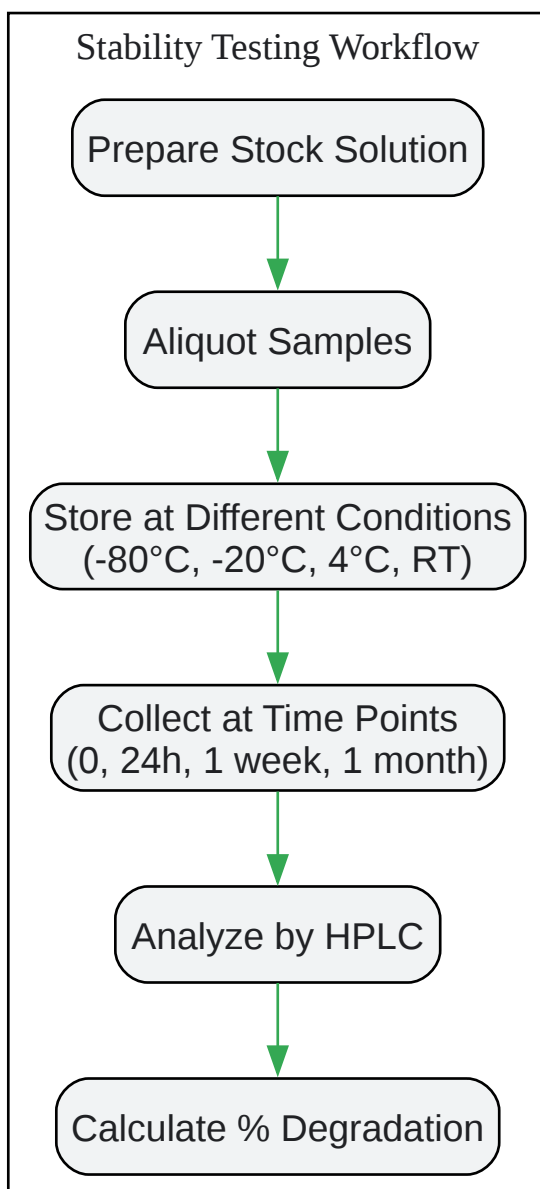 Stability Testing Workflow
Prepare Stock Solution
Aliquot Samples
Store at Different Conditions
(-80°C, -20°C, 4°C, RT)
Collect at Time Points
(0, 24h, 1 week, 1 month)
Analyze by HPLC
Calculate % Degradation